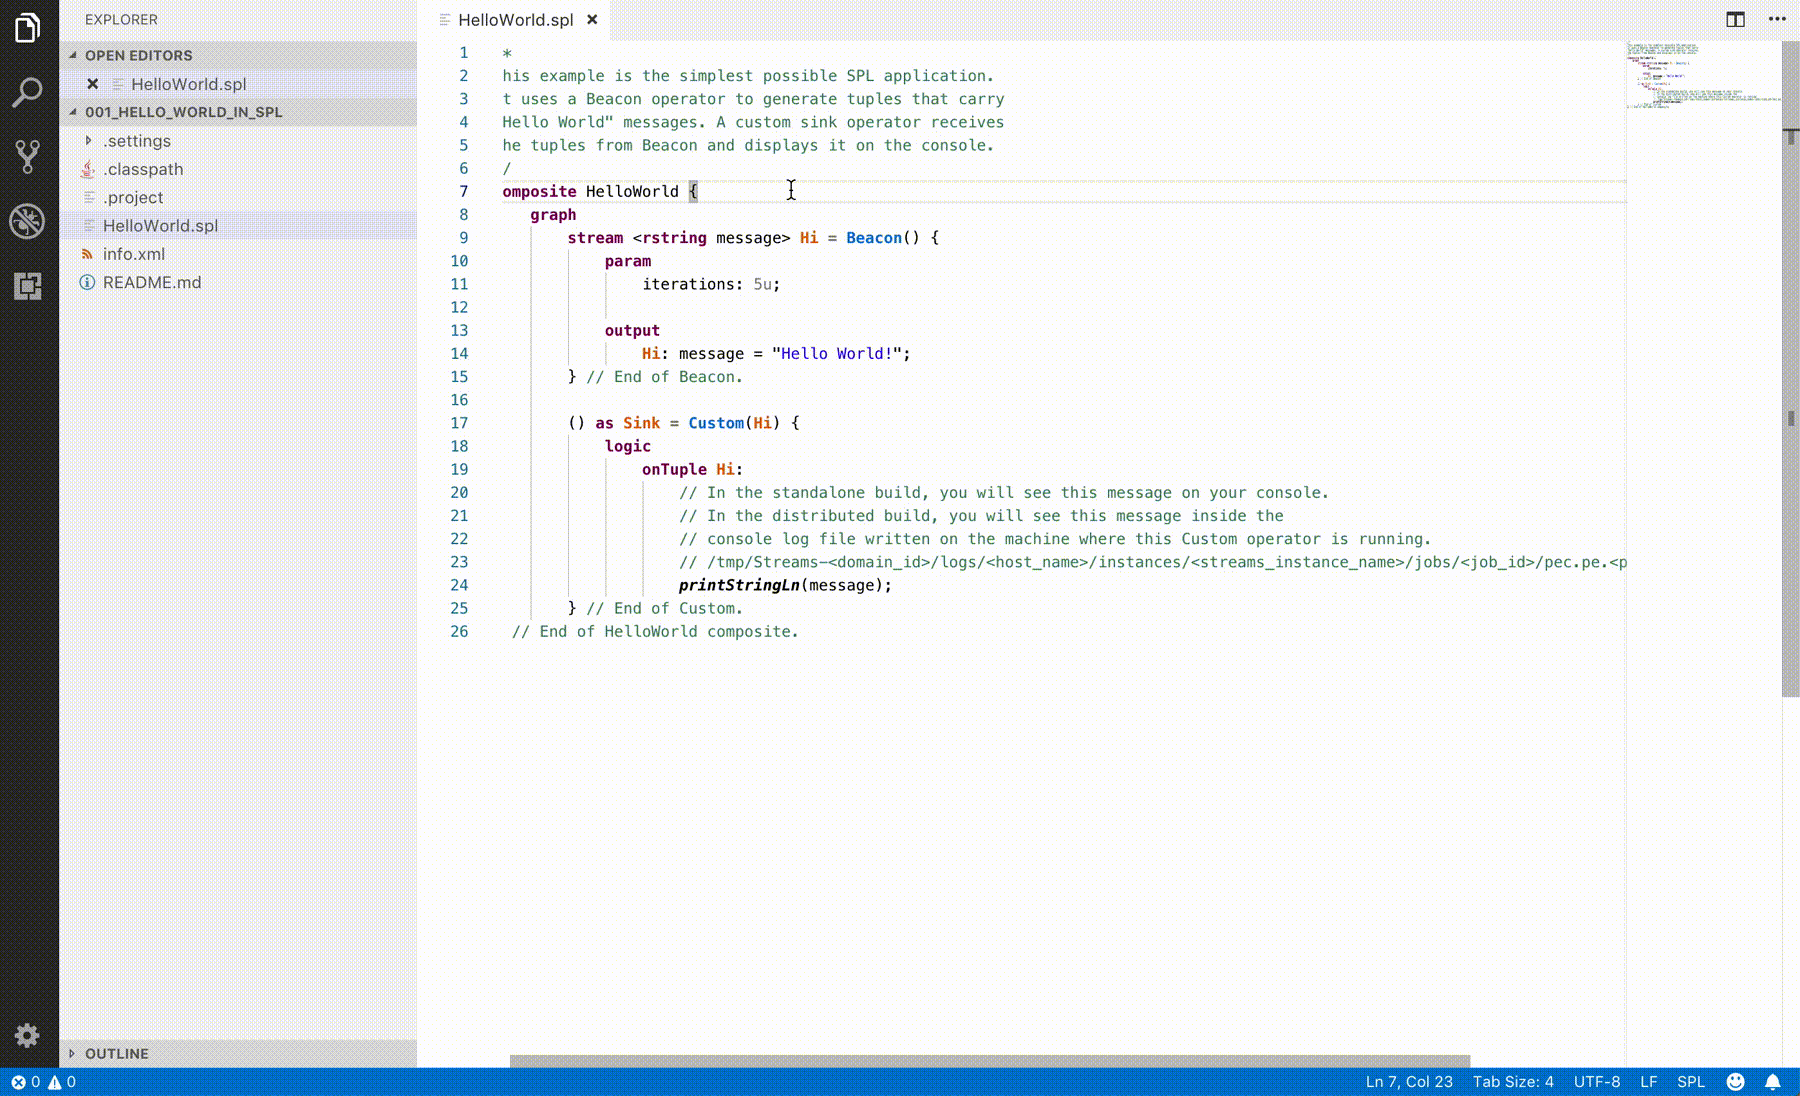 EXPLORER
OPEN EDITORS
HelloWorld.spl
001_HELLO_WORLD_IN_SPL
.settings
.classpath
.project
HelloWorld.spl
info.xml
README.md
OUTLINE
HelloWorld.spl
1 *
2 his example is the simplest possible SPL application.
3 t uses a Beacon operator to generate tuples that carry
4 Hello World" messages. A custom sink operator receives
5 he tuples from Beacon and displays it on the console.
6 /
7 omposite HelloWorld {
8 graph
9 stream <rstring message> Hi = Beacon() {
10 param
11 iterations: 5u;
12
13 output
14 Hi: message = "Hello World!";
15 } // End of Beacon.
16
17 () as Sink = Custom(Hi) {
18 logic
19 onTuple Hi:
20 // In the standalone build, you will see this message on your console.
21 // In the distributed build, you will see this message inside the
22 // console log file written on the machine where this Custom operator is running.
23 // /tmp/Streams-<domain_id>/logs/<host_name>/instances/<streams_instance_name>/jobs/<job_id>/pec.pe.<p
24 printStringLn(message);
25 } // End of Custom.
26 // End of HelloWorld composite.
0 0
Ln 7, Col 23 Tab Size: 4 UTF-8 LF SPL